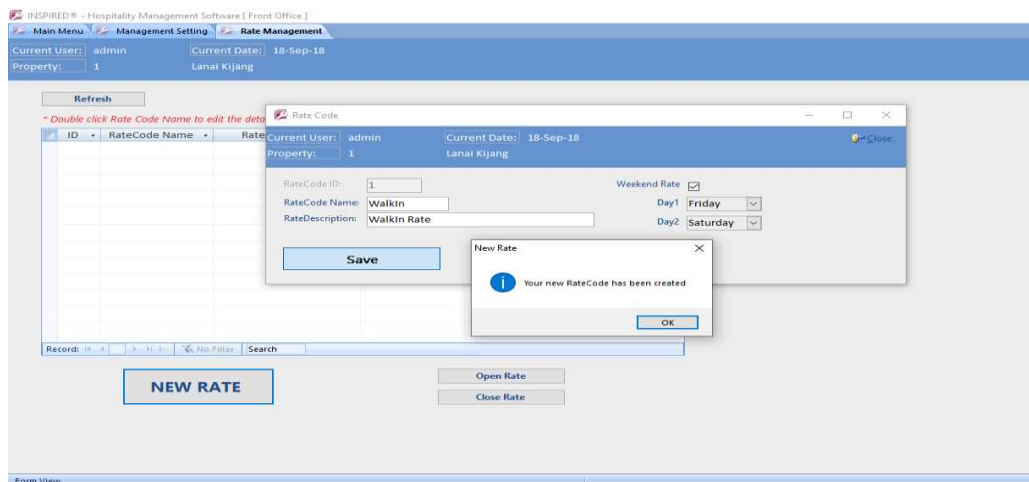 INSPIRED® - Hospitality Management Software [ Front Office ]
Main Menu Management Setting Rate Management
Current User: admin Current Date: 18-Sep-18
Property: 1 Lanai Kijang
Refresh
* Double click Rate Code Name to edit the deta
ID RateCode Name Rate
Rate Code
Current User: admin Current Date: 18-Sep-18 Close
Property: 1 Lanai Kijang
RateCode ID: 1 Weekend Rate
RateCode Name: WalkIn Day1 Friday
RateDescription: WalkIn Rate Day2 Saturday
Save
New Rate
Your new RateCode has been created
OK
Record: No Filter Search
NEW RATE
Open Rate
Close Rate
Form View